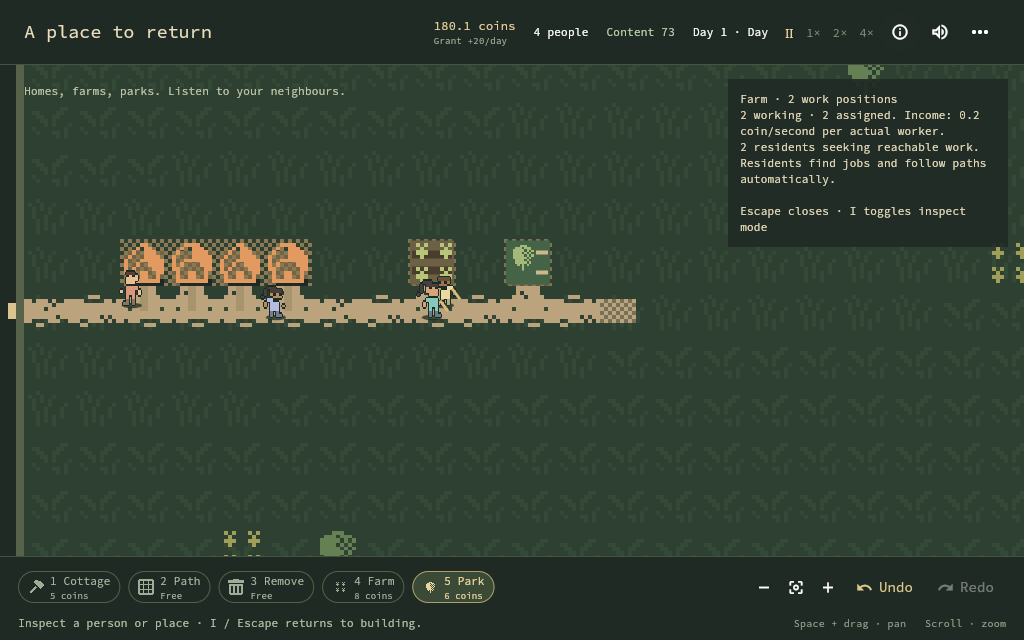 A place to return
180.1 coins
Grant +20/day
4 people
Content 73
Day 1 · Day
1×
2×
4×
Homes, farms, parks. Listen to your neighbours.
Farm · 2 work positions
2 working · 2 assigned. Income: 0.2
coin/second per actual worker.
2 residents seeking reachable work.
Residents find jobs and follow paths
automatically.
Escape closes · I toggles inspect
mode
1 Cottage
5 coins
2 Path
Free
3 Remove
Free
4 Farm
8 coins
5 Park
6 coins
Undo
Redo
Inspect a person or place · I / Escape returns to building.
Space + drag · pan
Scroll · zoom